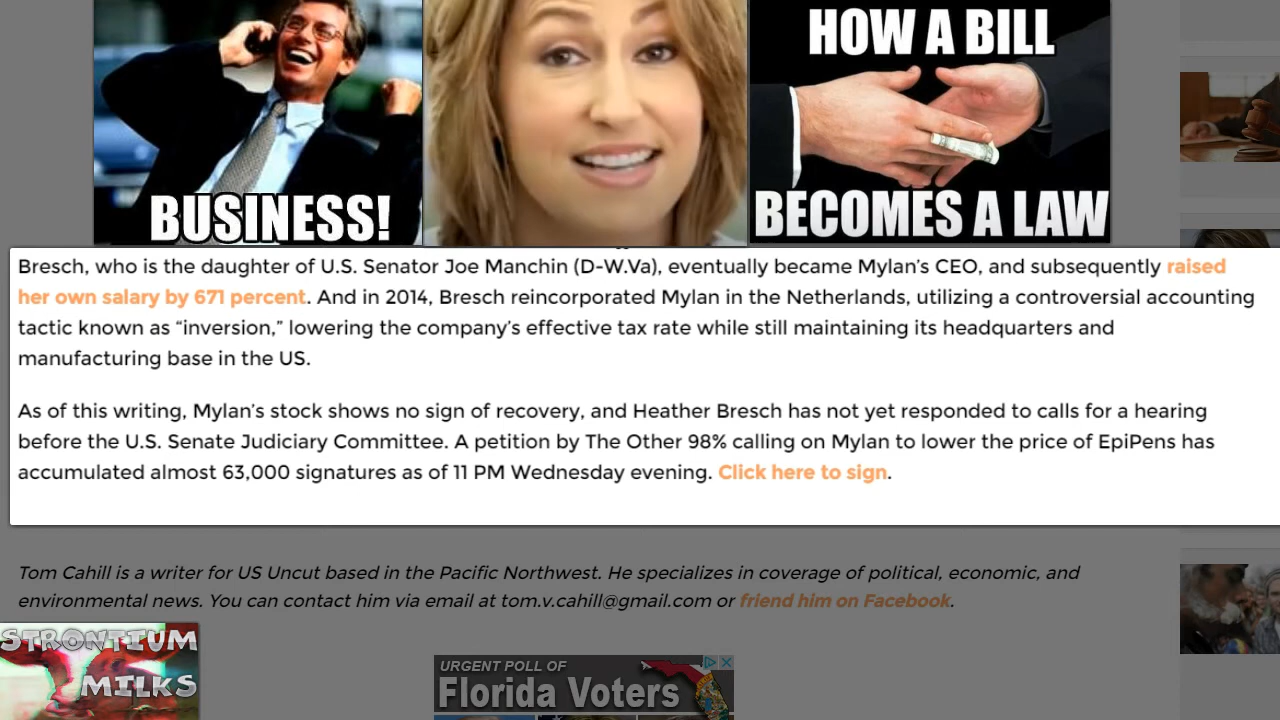 HOW A BILL
BUSINESS!
BECOMES A LAW
Bresch, who is the daughter of U.S. Senator Joe Manchin (D-W.Va), eventually became Mylan’s CEO, and subsequently raised
her own salary by 671 percent. And in 2014, Bresch reincorporated Mylan in the Netherlands, utilizing a controversial accounting
tactic known as “inversion,” lowering the company’s effective tax rate while still maintaining its headquarters and
manufacturing base in the US.
As of this writing, Mylan’s stock shows no sign of recovery, and Heather Bresch has not yet responded to calls for a hearing
before the U.S. Senate Judiciary Committee. A petition by The Other 98% calling on Mylan to lower the price of EpiPens has
accumulated almost 63,000 signatures as of 11 PM Wednesday evening. Click here to sign.
Tom Cahill is a writer for US Uncut based in the Pacific Northwest. He specializes in coverage of political, economic, and
environmental news. You can contact him via email at tom.v.cahill@gmail.com or friend him on Facebook.
STRONTIUM
MILKS
URGENT POLL OF
Florida Voters